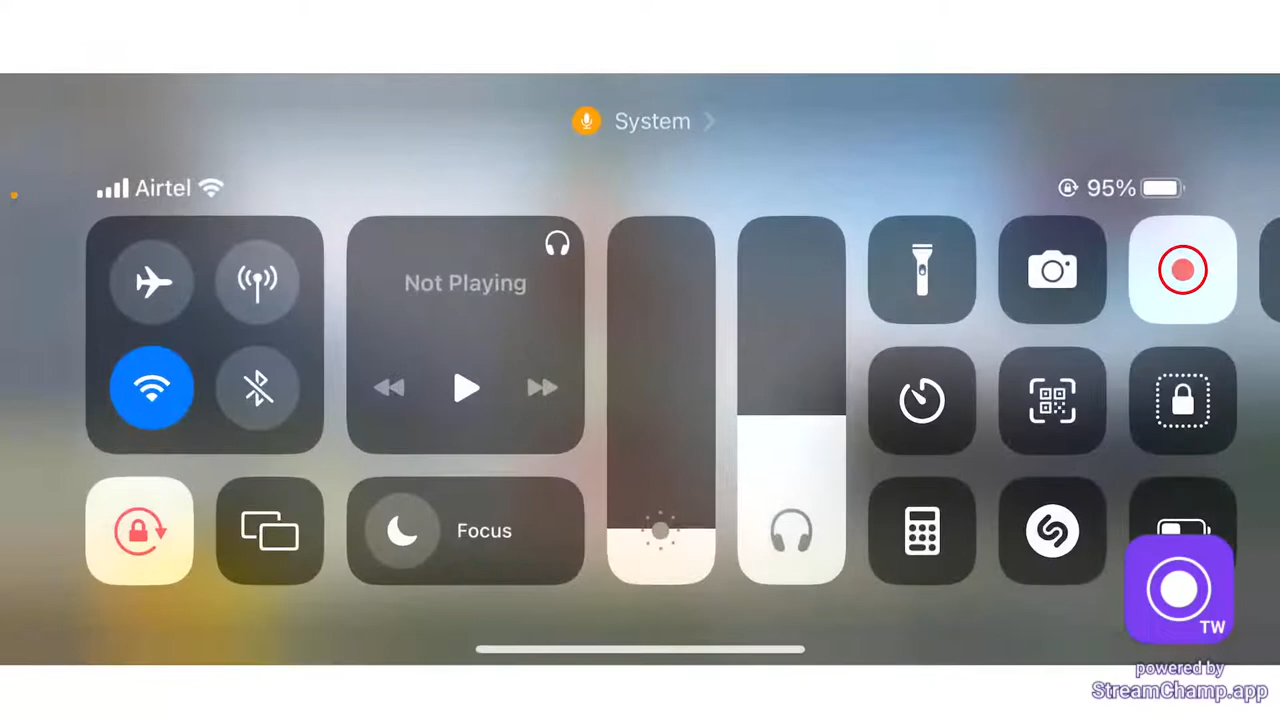 System
Airtel
95%
Not Playing
Focus
TW
powered by
StreamChamp.app